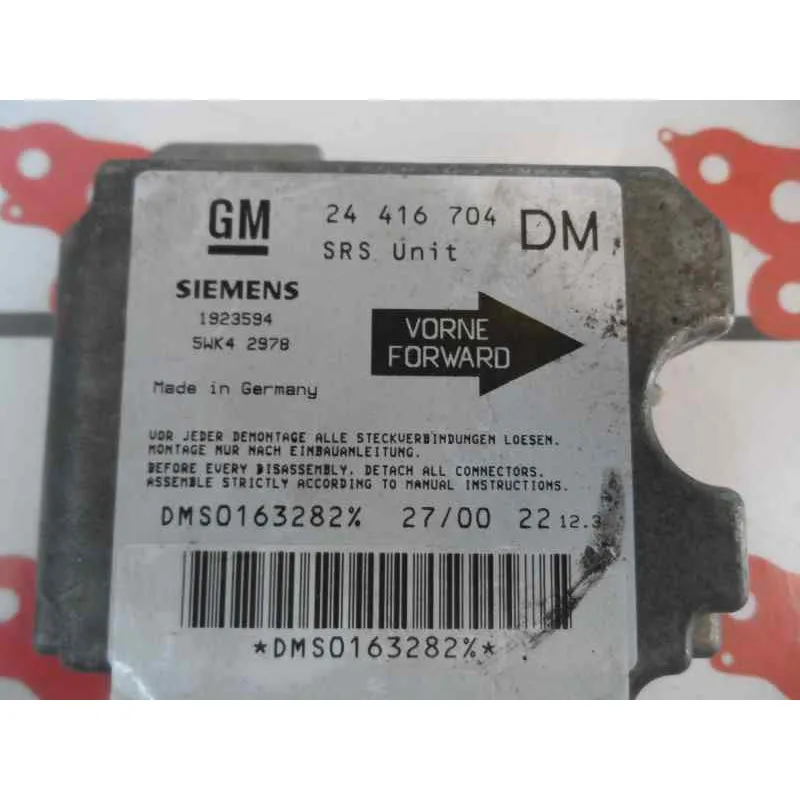 GM 24 416 704 DM
SRS Unit
SIEMENS
1923594
5WK4 2978
VORNE
FORWARD
Made in Germany
VOR JEDER DEMONTAGE ALLE STECKVERBINDUNGEN LOESEN.
MONTAGE NUR NACH EINBAUANLEITUNG.
BEFORE EVERY DISASSEMBLY, DETACH ALL CONNECTORS.
ASSEMBLE STRICTLY ACCORDING TO MANUAL INSTRUCTIONS.
DMS0163282% 27/00 22 12.3
*DMS0163282%*